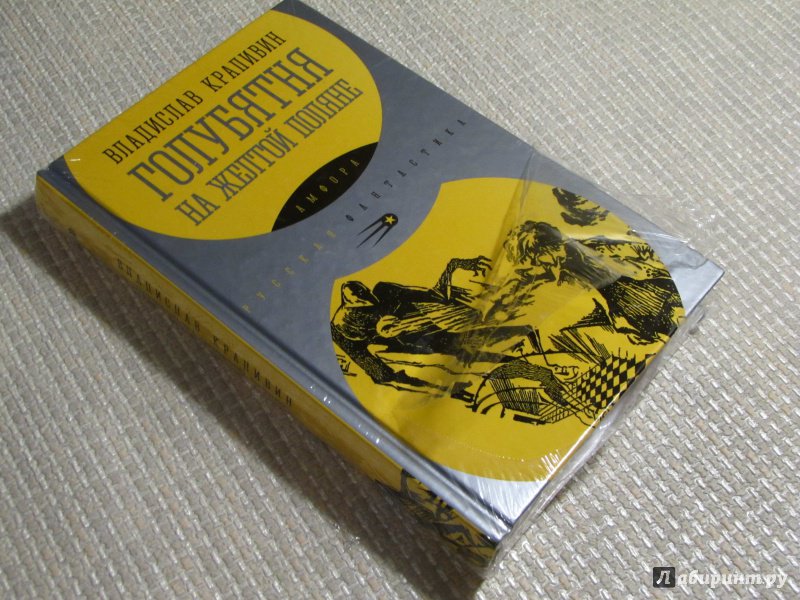 ВЛАДИСЛАВ КРАПИВИН
ГОЛУБЯТНЯ
НА ЖЕЛТОЙ ПОЛЯНЕ
АМФОРА
РУССКАЯ ФАНТАСТИКА
ВЛАДИСЛАВ КРАПИВИН
Лабиринт.ру